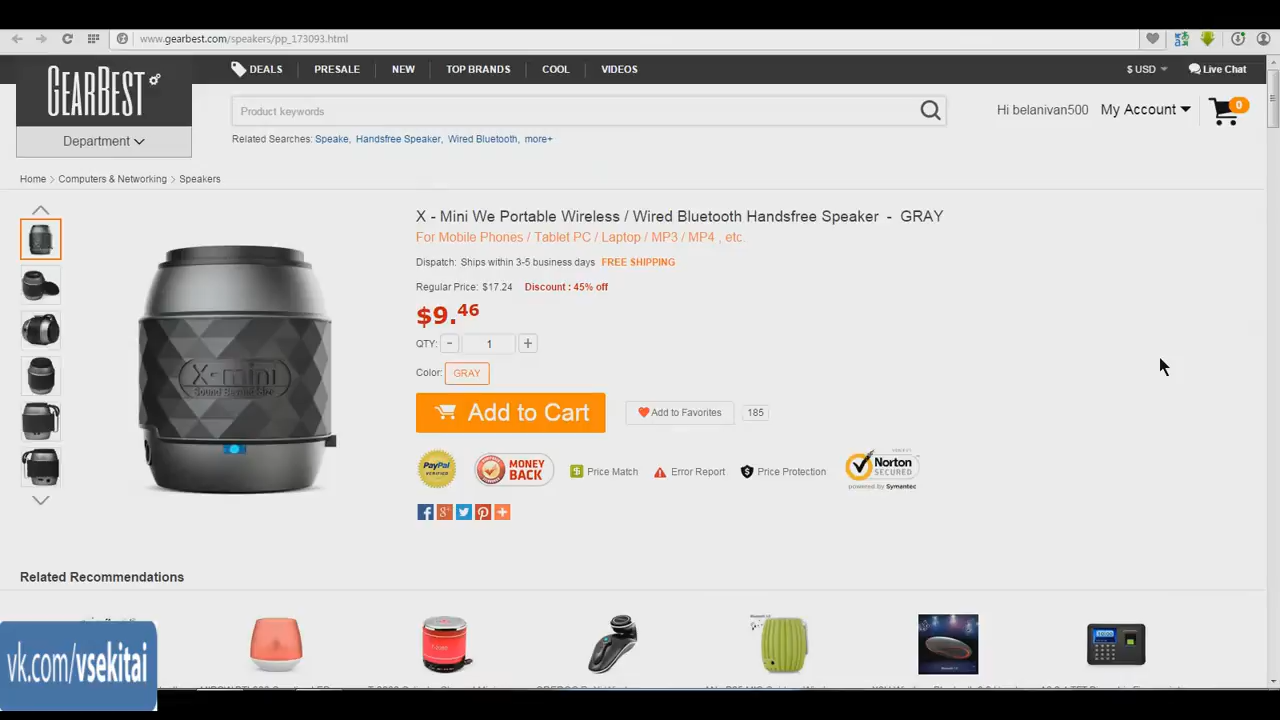 www.gearbest.com/speakers/pp_173093.html
GEARBEST
DEALS
PRESALE
NEW
TOP BRANDS
COOL
VIDEOS
$ USD
Live Chat
Department
Product keywords
Hi belanivan500
My Account
0
Related Searches: Speake, Handsfree Speaker, Wired Bluetooth, more+
Home > Computers & Networking > Speakers
X - Mini We Portable Wireless / Wired Bluetooth Handsfree Speaker - GRAY
For Mobile Phones / Tablet PC / Laptop / MP3 / MP4 , etc.
Dispatch: Ships within 3-5 business days FREE SHIPPING
Regular Price: $17.24 Discount : 45% off
$9.46
QTY: - 1 +
Color: GRAY
X-mini
Add to Cart
Add to Favorites
185
PayPal
VERIFIED
MONEY
BACK
Price Match
Error Report
Price Protection
Norton
SECURED
powered by Symantec
Related Recommendations
vk.com/vsekitai